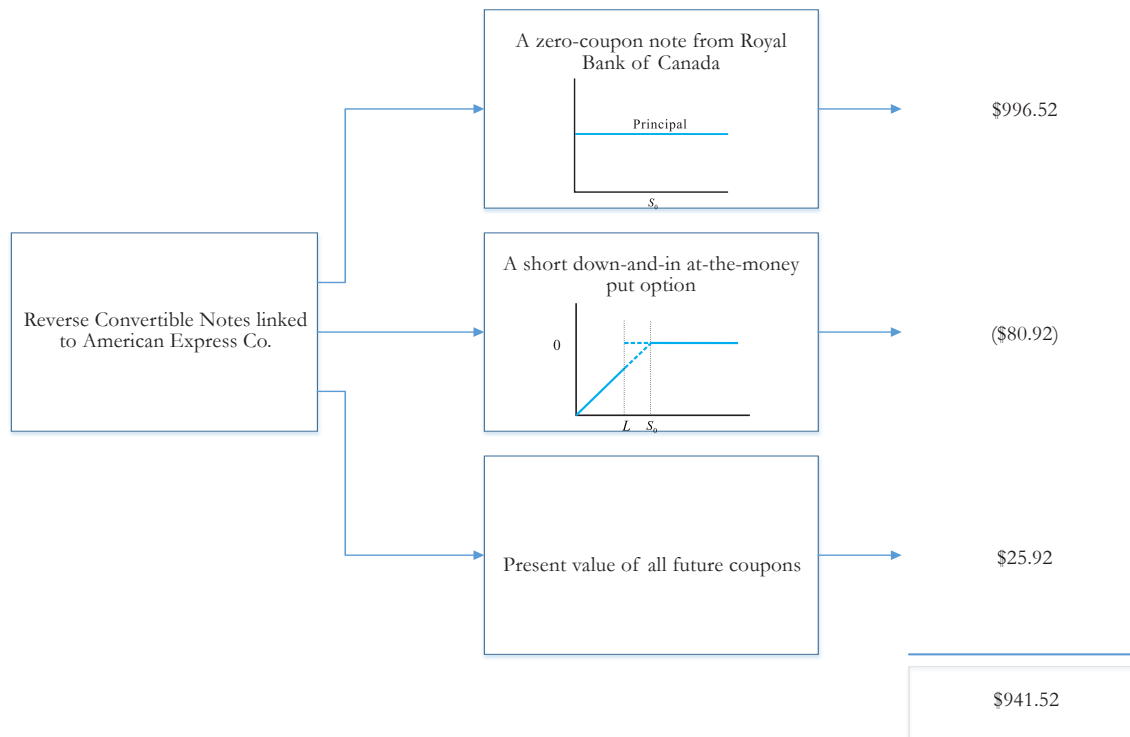 A zero-coupon note from Royal
Bank of Canada
Principal
S₀
$996.52
Reverse Convertible Notes linked
to American Express Co.
A short down-and-in at-the-money
put option
0
L S₀
($80.92)
Present value of all future coupons
$25.92
$941.52